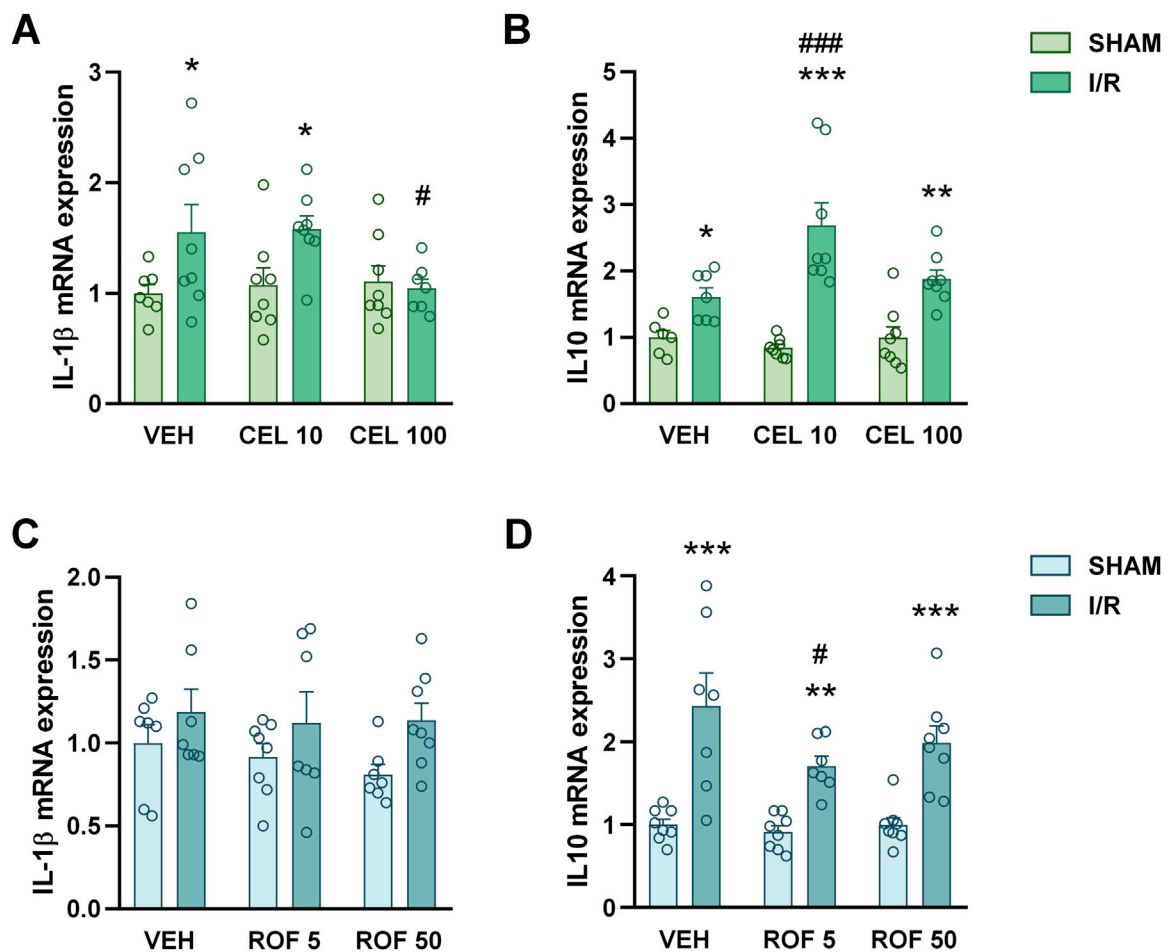 A
IL-1β mRNA expression
3
2
1
0
*
*
#
VEH
CEL 10
CEL 100
B
IL10 mRNA expression
5
4
3
2
1
0
*
###
***
**
VEH
CEL 10
CEL 100
SHAM
I/R
C
IL-1β mRNA expression
2.0
1.5
1.0
0.5
0.0
VEH
ROF 5
ROF 50
D
IL10 mRNA expression
4
3
2
1
0
***
#
**
***
VEH
ROF 5
ROF 50
SHAM
I/R